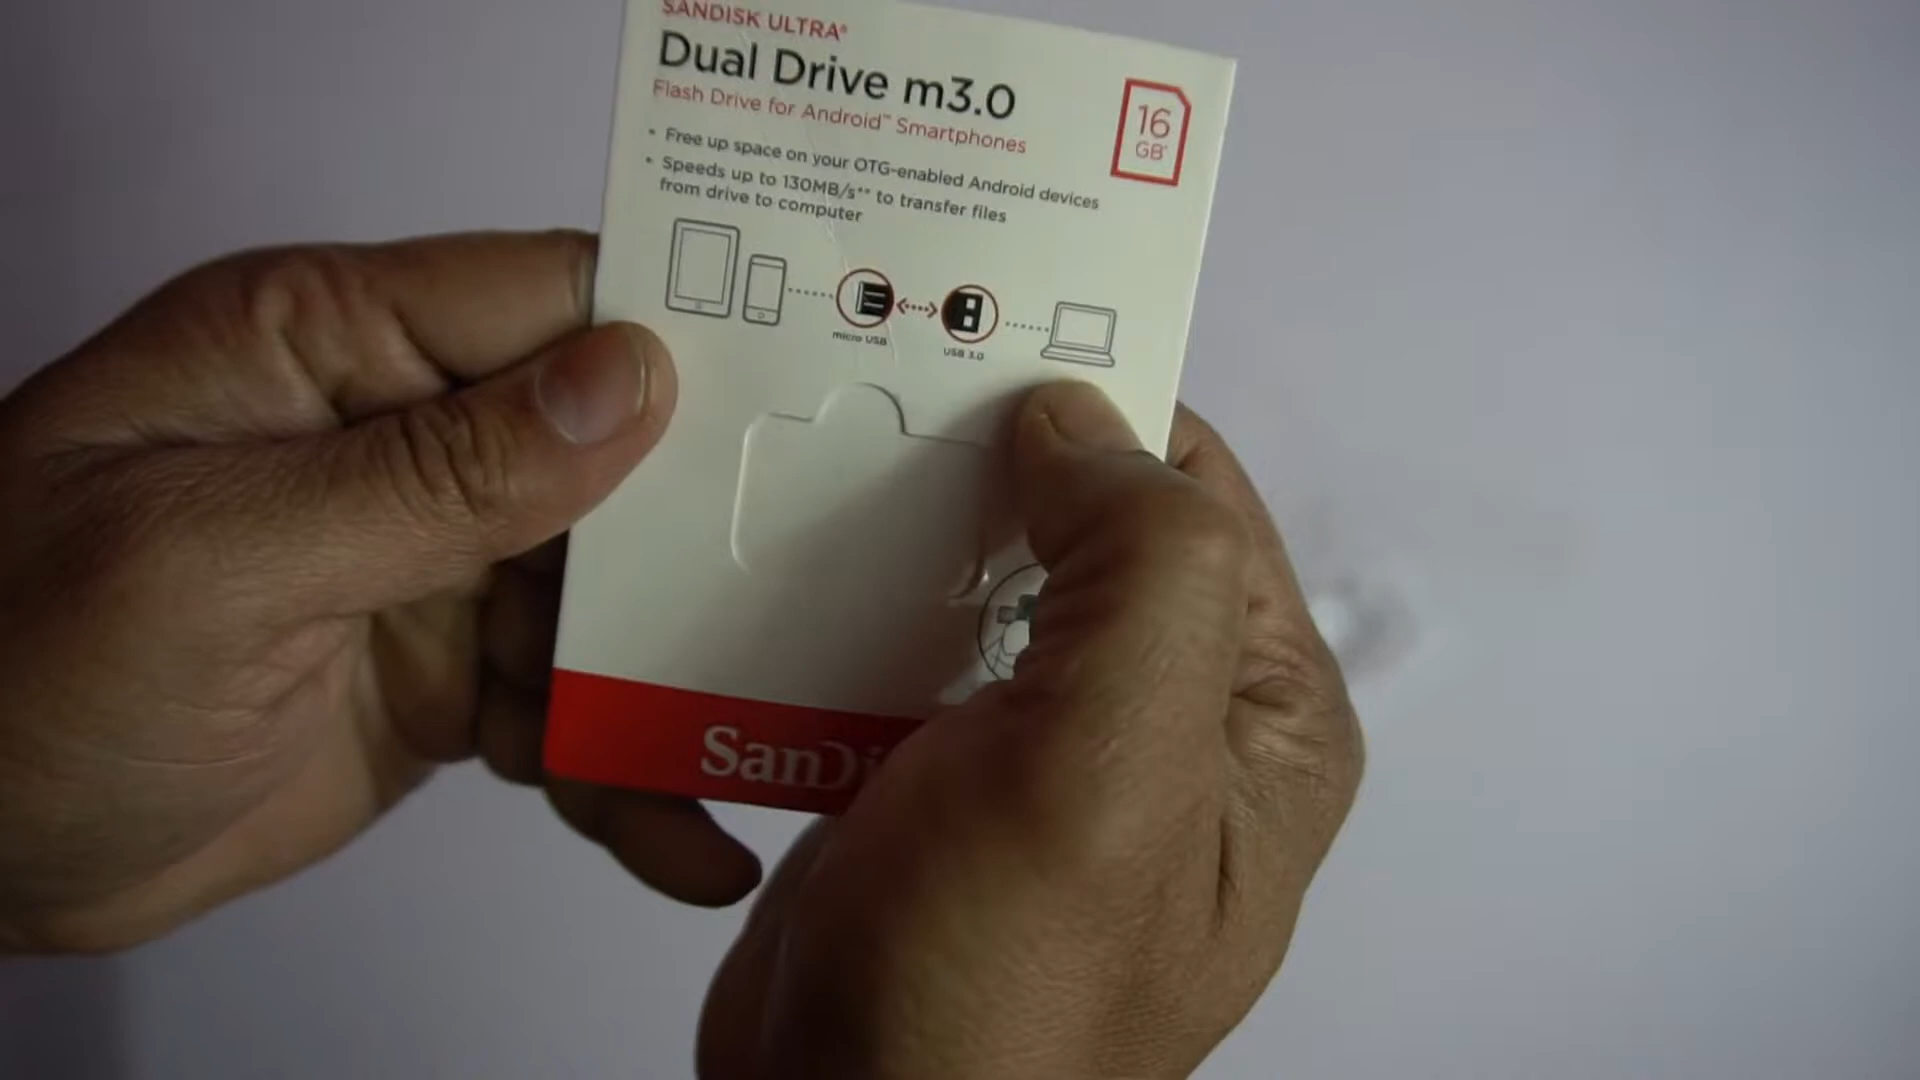 SANDISK ULTRA®
Dual Drive m3.0
Flash Drive for Android™ Smartphones
16
GB*
• Free up space on your OTG-enabled Android devices
• Speeds up to 130MB/s** to transfer files
from drive to computer
micro USB
USB 3.0
SanDi